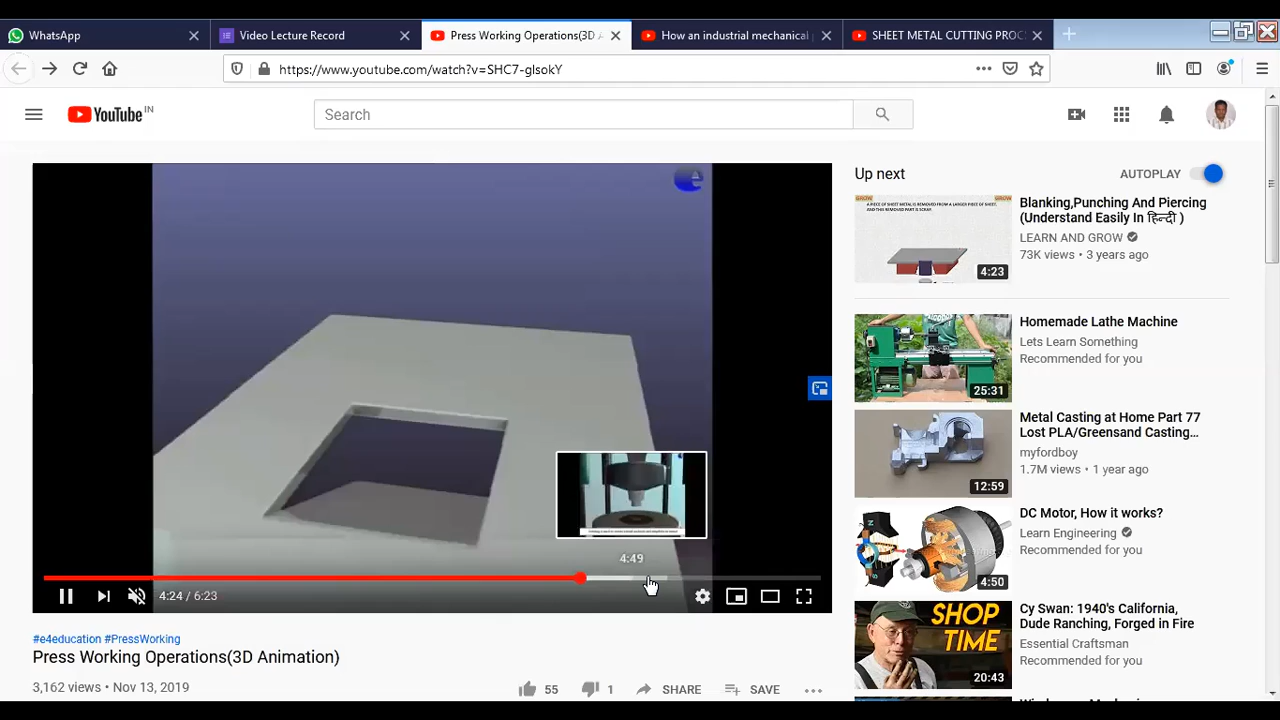 WhatsApp
Video Lecture Record
Press Working Operations(3D A
How an industrial mechanical
SHEET METAL CUTTING PROC
https://www.youtube.com/watch?v=SHC7-glsokY
YouTube IN
Search
Up next
AUTOPLAY
4:23
Blanking,Punching And Piercing
(Understand Easily In हिन्दी )
LEARN AND GROW
73K views • 3 years ago
25:31
Homemade Lathe Machine
Lets Learn Something
Recommended for you
12:59
Metal Casting at Home Part 77
Lost PLA/Greensand Casting…
myfordboy
1.7M views • 1 year ago
4:50
DC Motor, How it works?
Learn Engineering
Recommended for you
SHOP
TIME
20:43
Cy Swan: 1940's California,
Dude Ranching, Forged in Fire
Essential Craftsman
Recommended for you
4:49
4:24 / 6:23
#e4education #PressWorking
Press Working Operations(3D Animation)
3,162 views • Nov 13, 2019
55
1
SHARE
SAVE